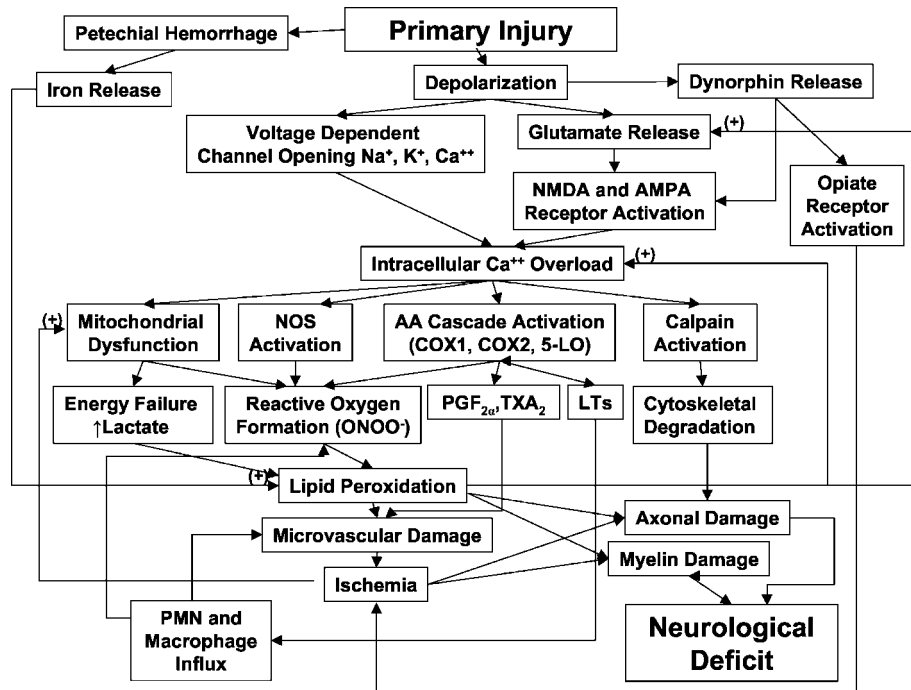 Primary Injury
Petechial Hemorrhage
Iron Release
Depolarization
Dynorphin Release
Voltage Dependent
Channel Opening Na⁺, K⁺, Ca⁺⁺
Glutamate Release
(+)
NMDA and AMPA
Receptor Activation
Opiate
Receptor
Activation
Intracellular Ca⁺⁺ Overload
(+)
(+)
Mitochondrial
Dysfunction
NOS
Activation
AA Cascade Activation
(COX1, COX2, 5-LO)
Calpain
Activation
Energy Failure
↑Lactate
Reactive Oxygen
Formation (ONOO⁻)
PGF₂α,TXA₂
LTs
Cytoskeletal
Degradation
(+)
Lipid Peroxidation
Microvascular Damage
Axonal Damage
Myelin Damage
Ischemia
PMN and
Macrophage
Influx
Neurological
Deficit